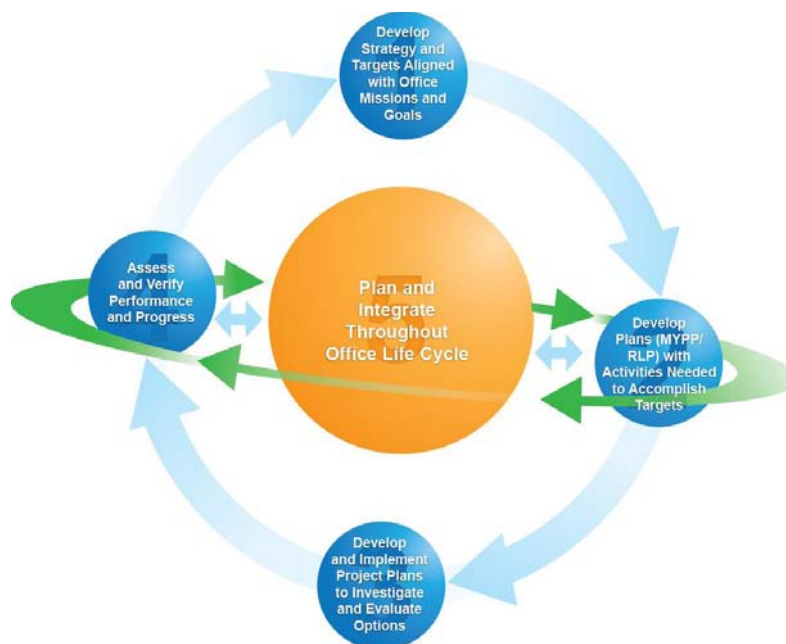 Develop
Strategy and
Targets Aligned
with Office
Missions and
Goals
Assess
and Verify
Performance
and Progress
5
Plan and
Integrate
Throughout
Office Life Cycle
Develop
Plans (MYPP/
RLP) with
Activities Needed
to Accomplish
Targets
3
Develop
and Implement
Project Plans
to Investigate
and Evaluate
Options